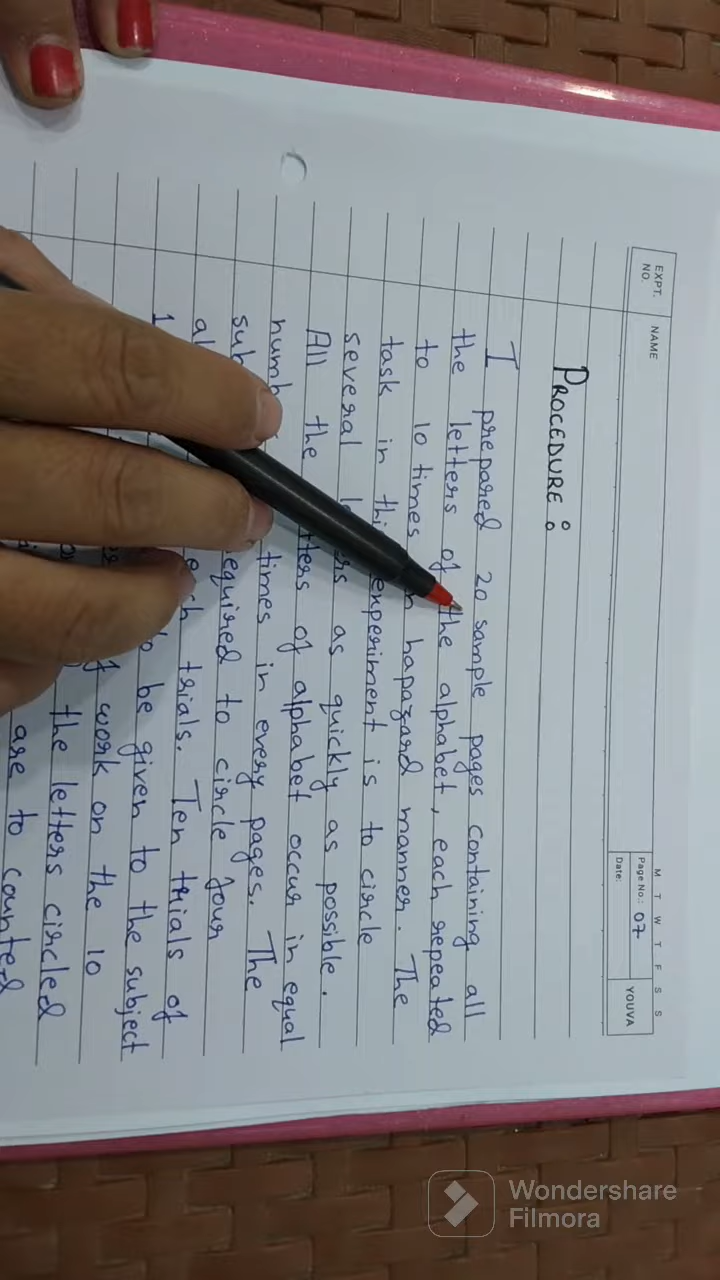 EXPT. NO.
NAME
M T W T F S S
Page No.: 07
Date:
YOUVA
PROCEDURE :
I prepared 20 sample pages containing all
the letters of the alphabet, each repeated
to 10 times hapazard manner. The
task in this experiment is to circle
several as quickly as possible.
All the of alphabet occur in equal
times in every pages. The
required to circle four
trials. Ten trials of
1 to be given to the subject
of work on the 10
the letters circled
are to counted
Wondershare
Filmora